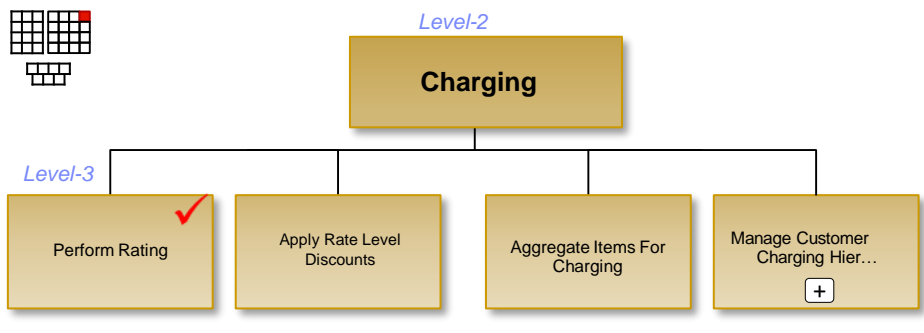 Level-2
Charging
Level-3
Perform Rating
Apply Rate Level
Discounts
Aggregate Items For
Charging
Manage Customer
Charging Hier…
+